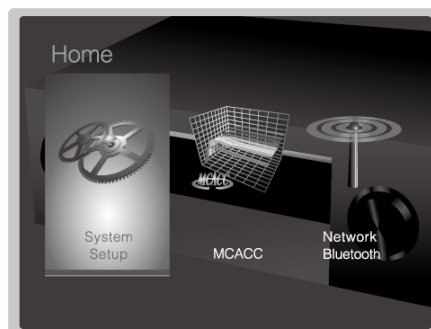 Home
MCACC
System
Setup
MCACC
Network
Bluetooth